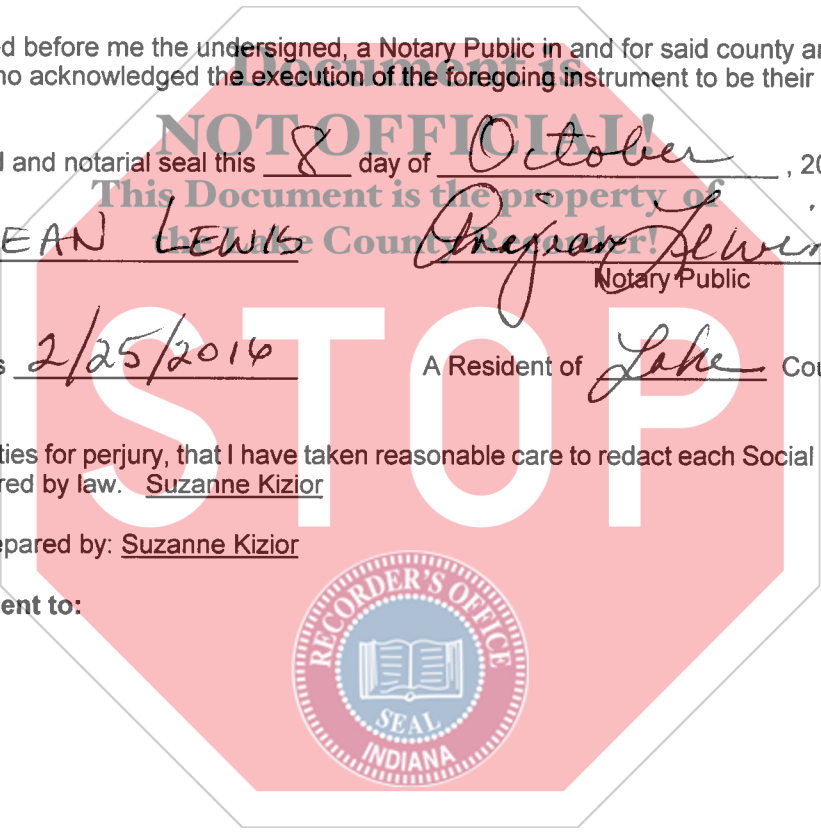 d before me the undersigned, a Notary Public in and for said county an
ho acknowledged the execution of the foregoing instrument to be their
Document is
NOT OFFICIAL!
This Document is the property of
the Lake County Recorder!
l and notarial seal this 8 day of October , 20
EAN LEWIS
Notary Public
s 2/25/2016 A Resident of Lake Cou
STOP
ties for perjury, that I have taken reasonable care to redact each Social
red by law. Suzanne Kizior
epared by: Suzanne Kizior
ent to:
RECORDER'S OFFICE
SEAL
INDIANA